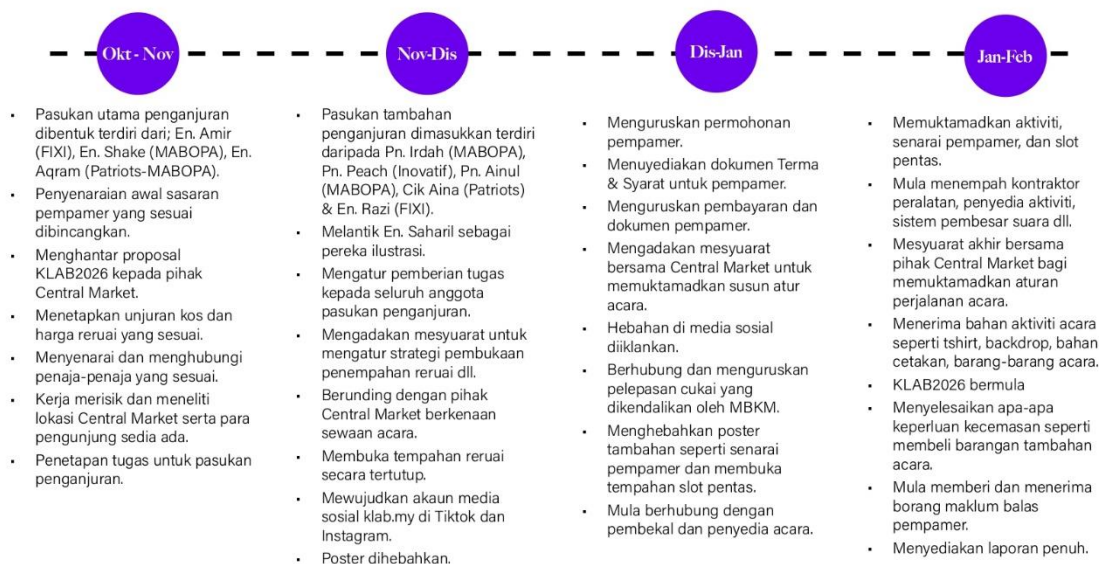 Okt - Nov
Pasukan utama penganjuran
dibentuk terdiri dari; En. Amir
(FIXI), En. Shake (MABOPA), En.
Aqram (Patriots-MABOPA).
Penyenaraian awal sasaran
pempamer yang sesuai
dibincangkan.
Menghantar proposal
KLAB2026 kepada pihak
Central Market.
Menetapkan unjuran kos dan
harga reruai yang sesuai.
Menyenarai dan menghubungi
penaja-penaja yang sesuai.
Kerja merisik dan meneliti
lokasi Central Market serta para
pengunjung sedia ada.
Penetapan tugas untuk pasukan
penganjuran.
Nov-Dis
Pasukan tambahan
penganjuran dimasukkan terdiri
daripada Pn. Irdah (MABOPA),
Pn. Peach (Inovatif), Pn. Ainul
(MABOPA), Cik Aina (Patriots)
& En. Razi (FIXI).
Melantik En. Saharil sebagai
pereka ilustrasi.
Mengatur pemberian tugas
kepada seluruh anggota
pasukan penganjuran.
Mengadakan mesyuarat untuk
mengatur strategi pembukaan
penempahan reruai dll.
Berunding dengan pihak
Central Market berkenaan
sewaan acara.
Membuka tempahan reruai
secara tertutup.
Mewujudkan akaun media
sosial klab.my di Tiktok dan
Instagram.
Poster dihebahkan.
Dis-Jan
Menguruskan permohonan
pempamer.
Menuyediakan dokumen Terma
& Syarat untuk pempamer.
Menguruskan pembayaran dan
dokumen pempamer.
Mengadakan mesyuarat
bersama Central Market untuk
memuktamadkan susun atur
acara.
Hebahan di media sosial
diiklankan.
Berhubung dan menguruskan
pelepasan cukai yang
dikendalikan oleh MBKM.
Menghebahkan poster
tambahan seperti senarai
pempamer dan membuka
tempahan slot pentas.
Mula berhubung dengan
pembekal dan penyedia acara.
Jan-Feb
Memuktamadkan aktiviti,
senarai pempamer, dan slot
pentas.
Mula menempah kontraktor
peralatan, penyedia aktiviti,
sistem pembesar suara dll.
Mesyuarat akhir bersama
pihak Central Market bagi
memuktamadkan aturan
perjalanan acara.
Menerima bahan aktiviti acara
seperti tshirt, backdrop, bahan
cetakan, barang-barang acara.
KLAB2026 bermula
Menyelesaikan apa-apa
keperluan kecemasan seperti
membeli barangan tambahan
acara.
Mula memberi dan menerima
borang maklum balas
pempamer.
Menyediakan laporan penuh.